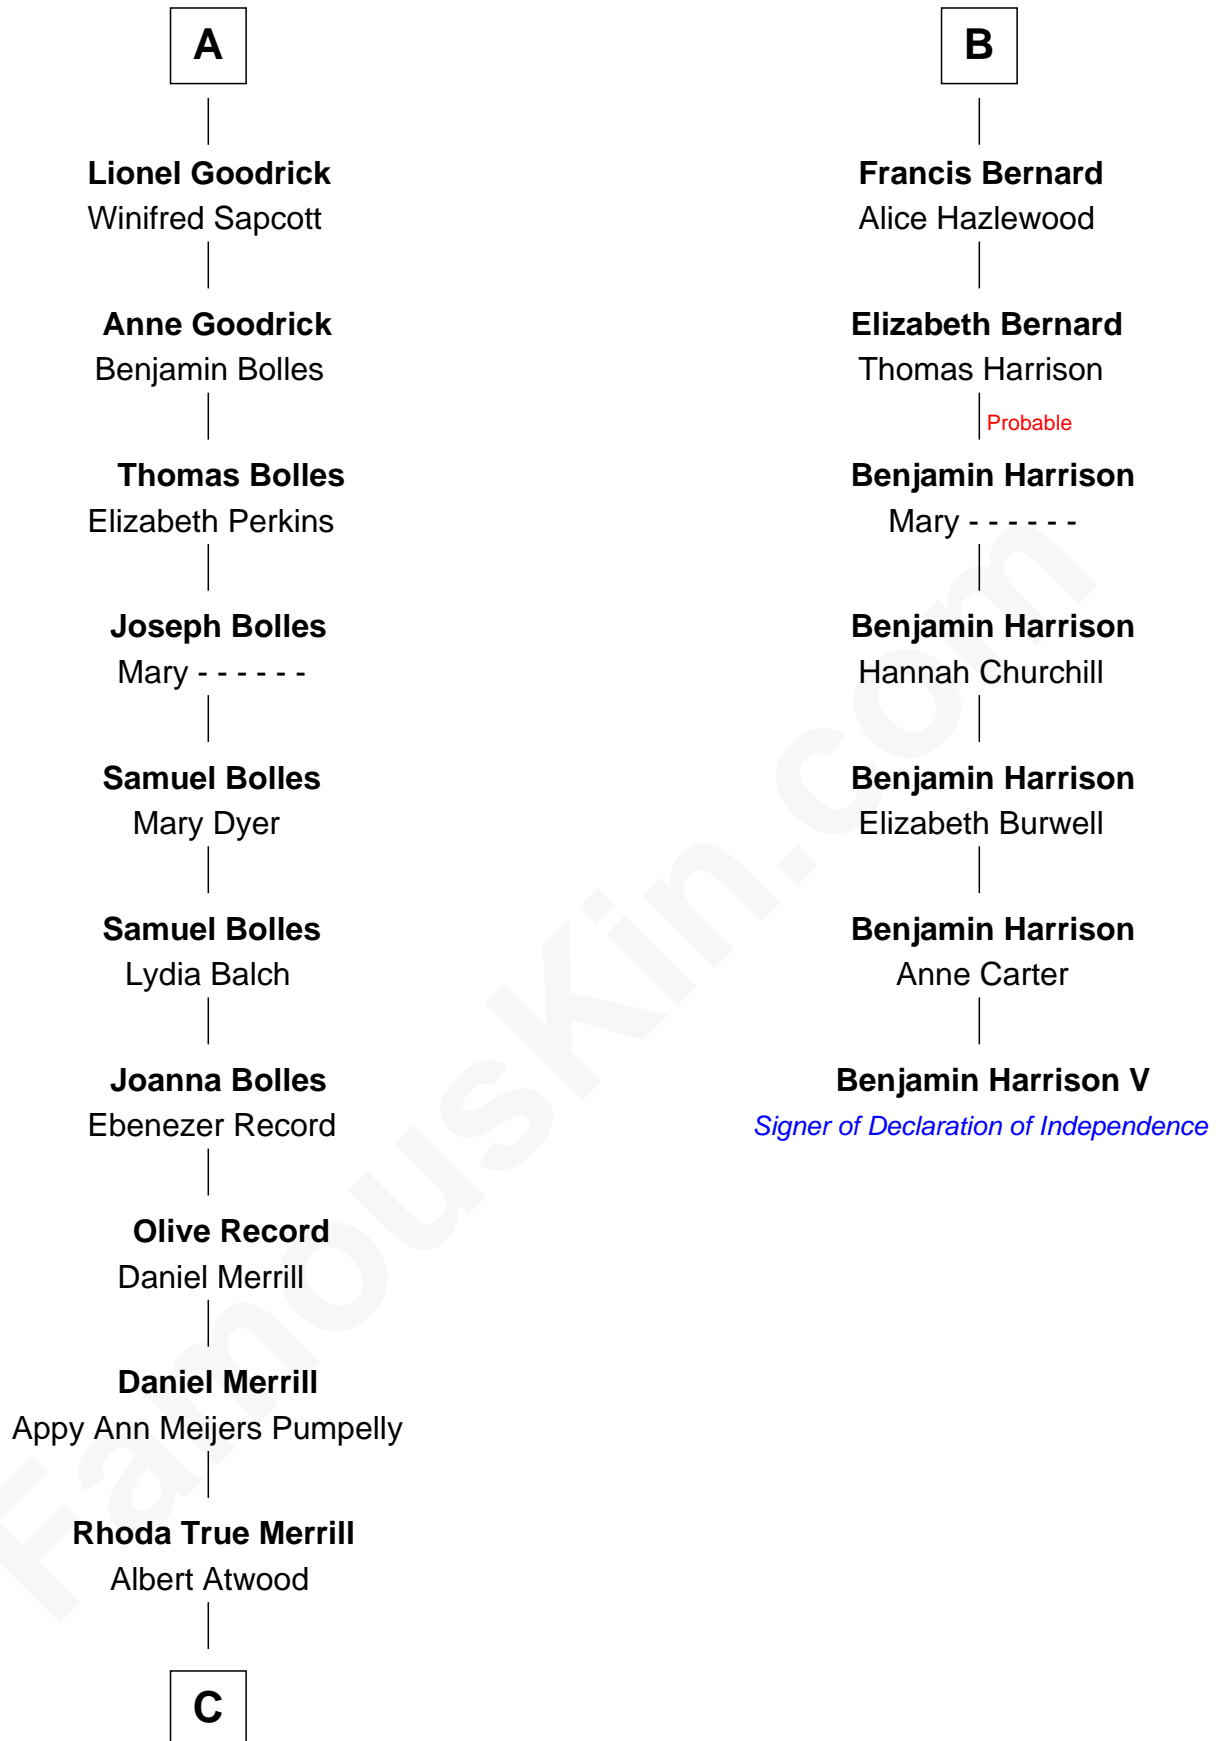 A
Lionel Goodrick
Winifred Sapcott
Anne Goodrick
Benjamin Bolles
Thomas Bolles
Elizabeth Perkins
Joseph Bolles
Mary - - - - - -
Samuel Bolles
Mary Dyer
Samuel Bolles
Lydia Balch
Joanna Bolles
Ebenezer Record
Olive Record
Daniel Merrill
Daniel Merrill
Appy Ann Meijers Pumpelly
Rhoda True Merrill
Albert Atwood
C
B
Francis Bernard
Alice Hazlewood
Elizabeth Bernard
Thomas Harrison
Probable
Benjamin Harrison
Mary - - - - - -
Benjamin Harrison
Hannah Churchill
Benjamin Harrison
Elizabeth Burwell
Benjamin Harrison
Anne Carter
Benjamin Harrison V
Signer of Declaration of Independence
FamousKin.com